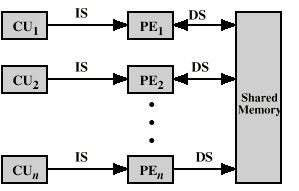 CU1 IS PE1 DS
CU2 IS PE2 DS
Shared
Memory
CUn IS PEn DS